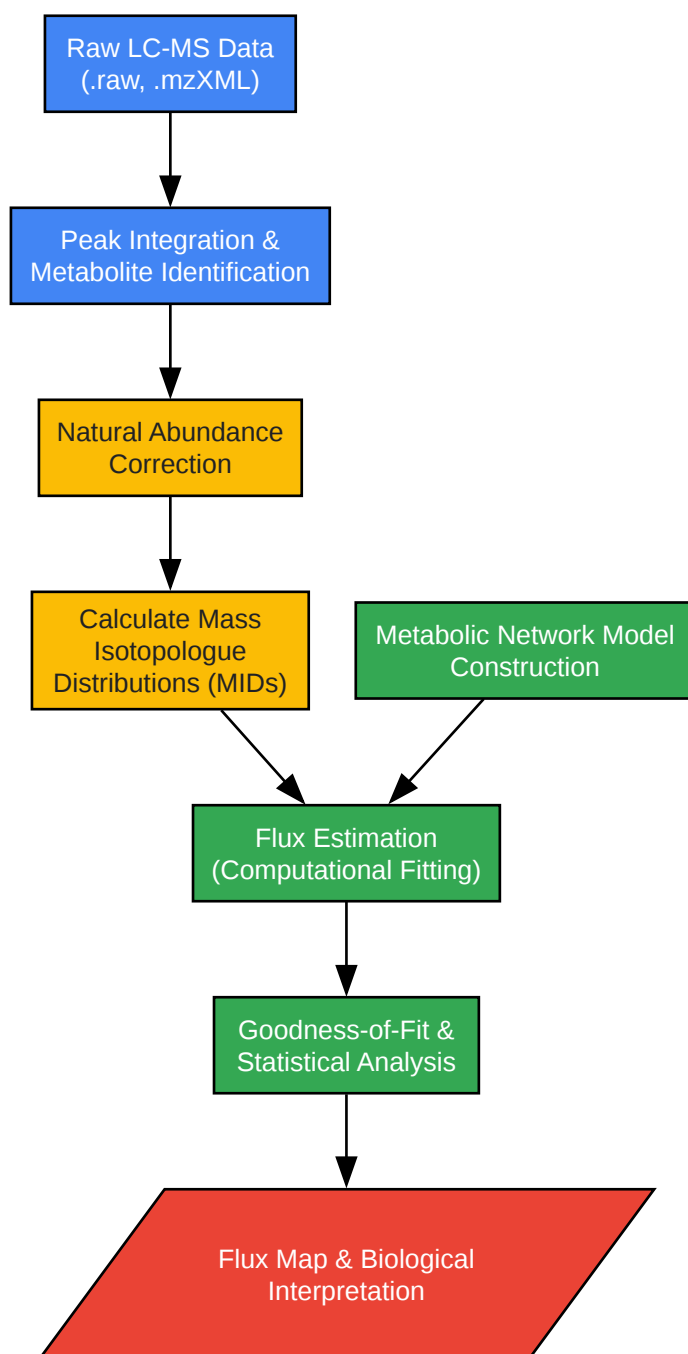 Raw LC-MS Data
(.raw, .mzXML)
Peak Integration &
Metabolite Identification
Natural Abundance
Correction
Calculate Mass
Isotopologue
Distributions (MIDs)
Metabolic Network Model
Construction
Flux Estimation
(Computational Fitting)
Goodness-of-Fit &
Statistical Analysis
Flux Map & Biological
Interpretation